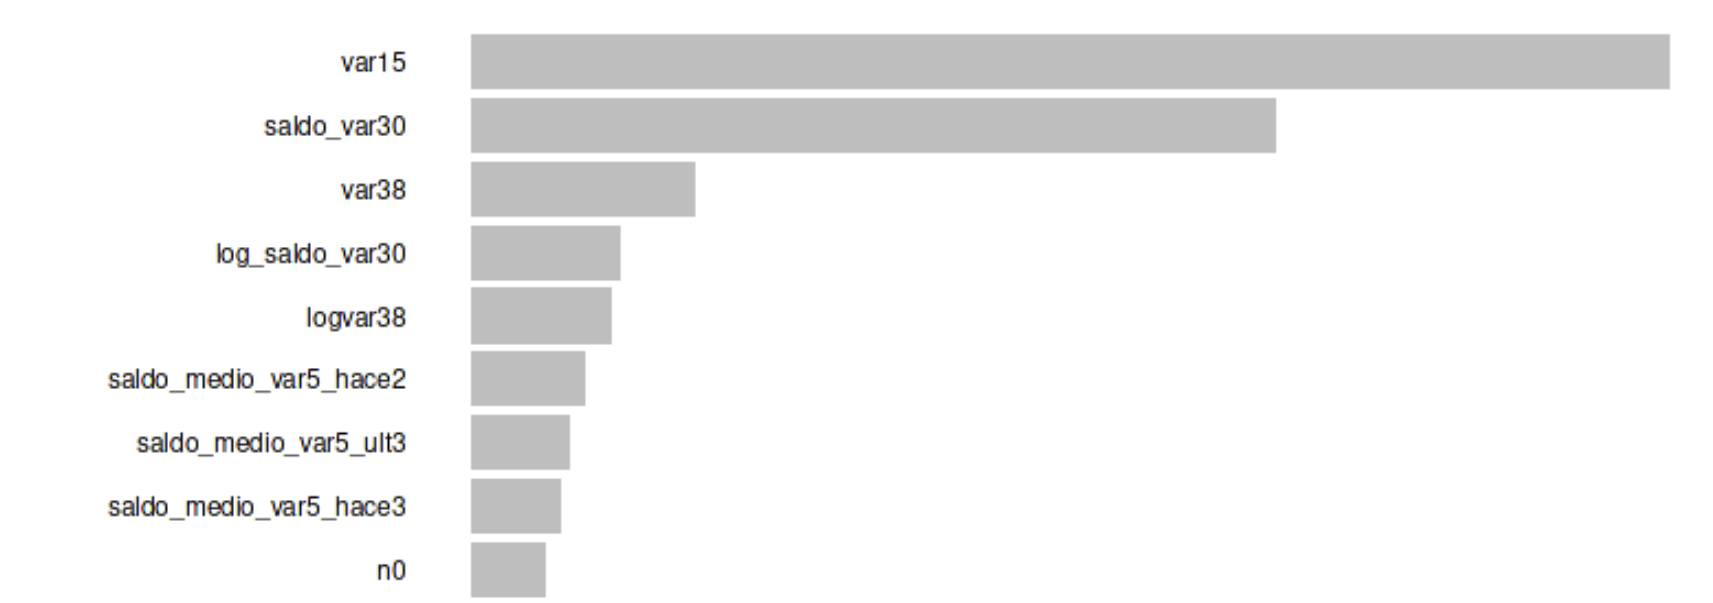 var15
saldo_var30
var38
log_saldo_var30
logvar38
saldo_medio_var5_hace2
saldo_medio_var5_ult3
saldo_medio_var5_hace3
n0